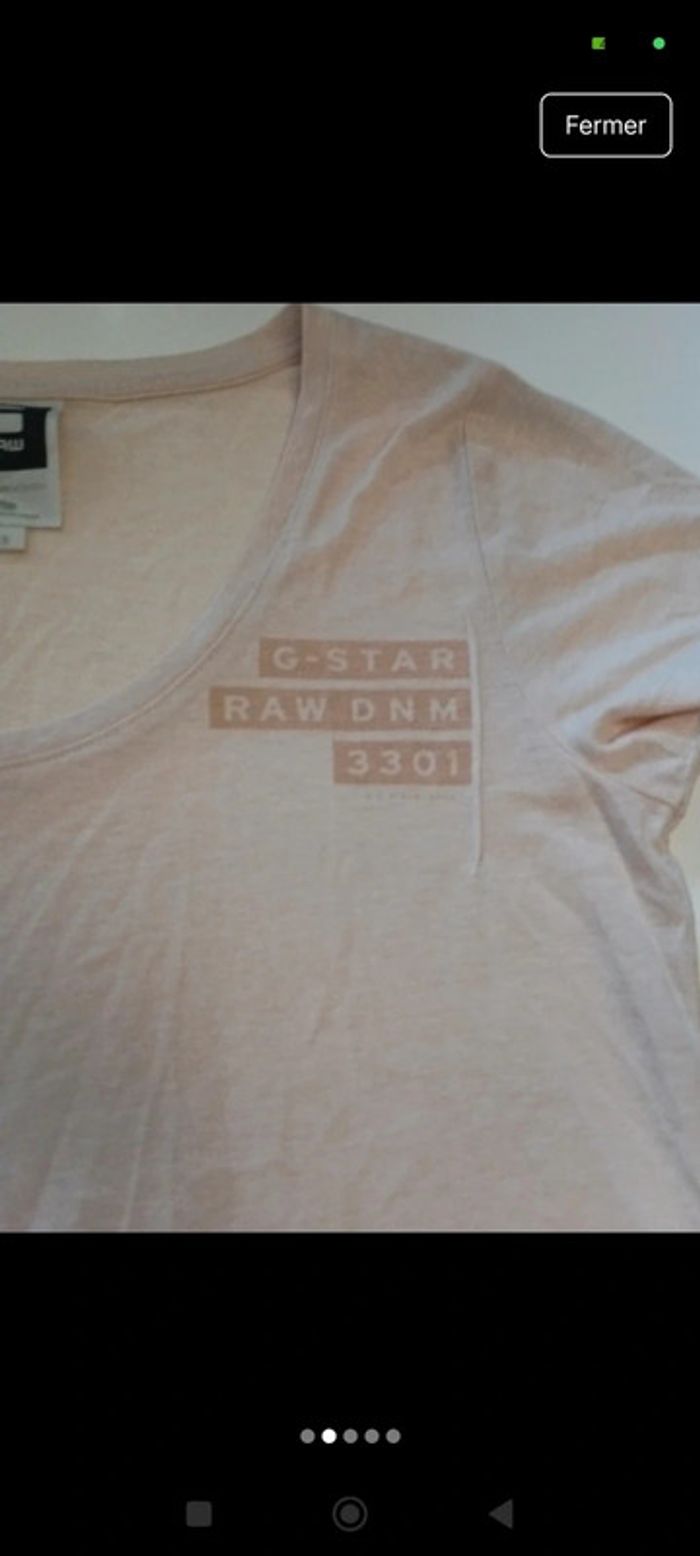 Fermer
G-STAR
RAW DNM
3301